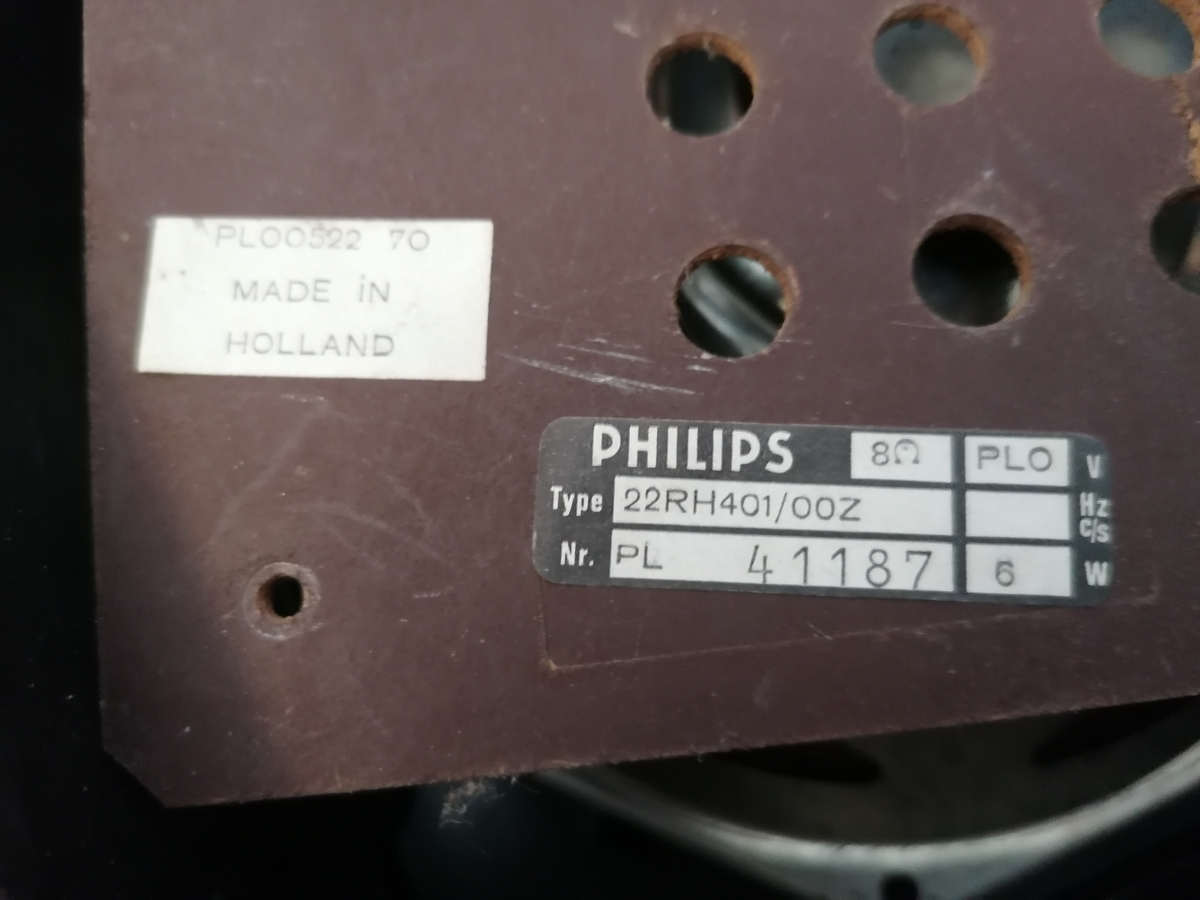 PL00522 70
MADE iN
HOLLAND
PHILIPS 8Ω PLO V
Type 22RH401/00Z Hz c/s
Nr. PL 41187 6 W